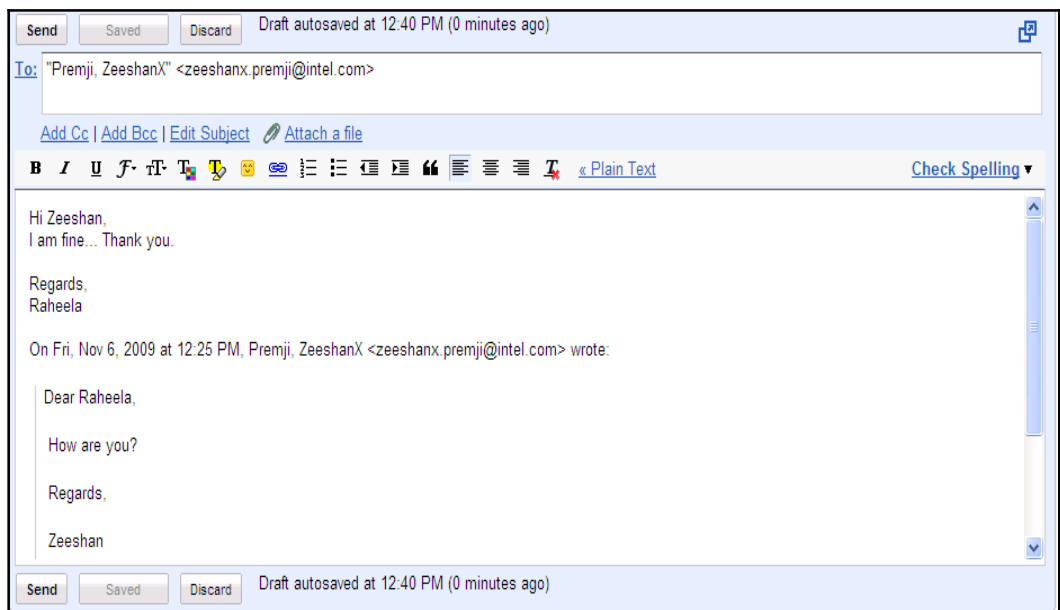 Send Saved Discard Draft autosaved at 12:40 PM (0 minutes ago)
To: "Premji, ZeeshanX" <zeeshanx.premji@intel.com>
Add Cc | Add Bcc | Edit Subject Attach a file
B I U F T T T T « Plain Text Check Spelling
Hi Zeeshan,
I am fine... Thank you.
Regards,
Raheela
On Fri, Nov 6, 2009 at 12:25 PM, Premji, ZeeshanX <zeeshanx.premji@intel.com> wrote:
Dear Raheela,
How are you?
Regards,
Zeeshan
Send Saved Discard Draft autosaved at 12:40 PM (0 minutes ago)